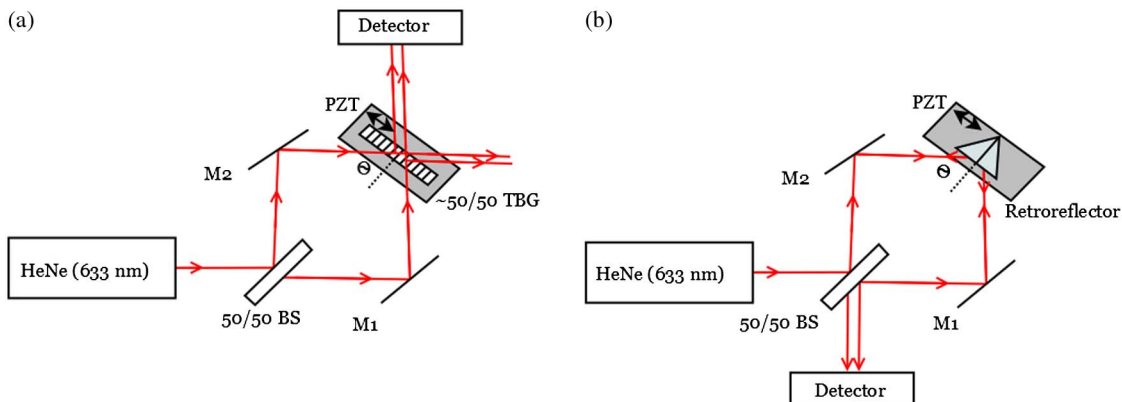 (a)
Detector
PZT
M2
Θ
~50/50 TBG
HeNe (633 nm)
50/50 BS
M1
(b)
PZT
M2
Θ
Retroreflector
HeNe (633 nm)
50/50 BS
M1
Detector